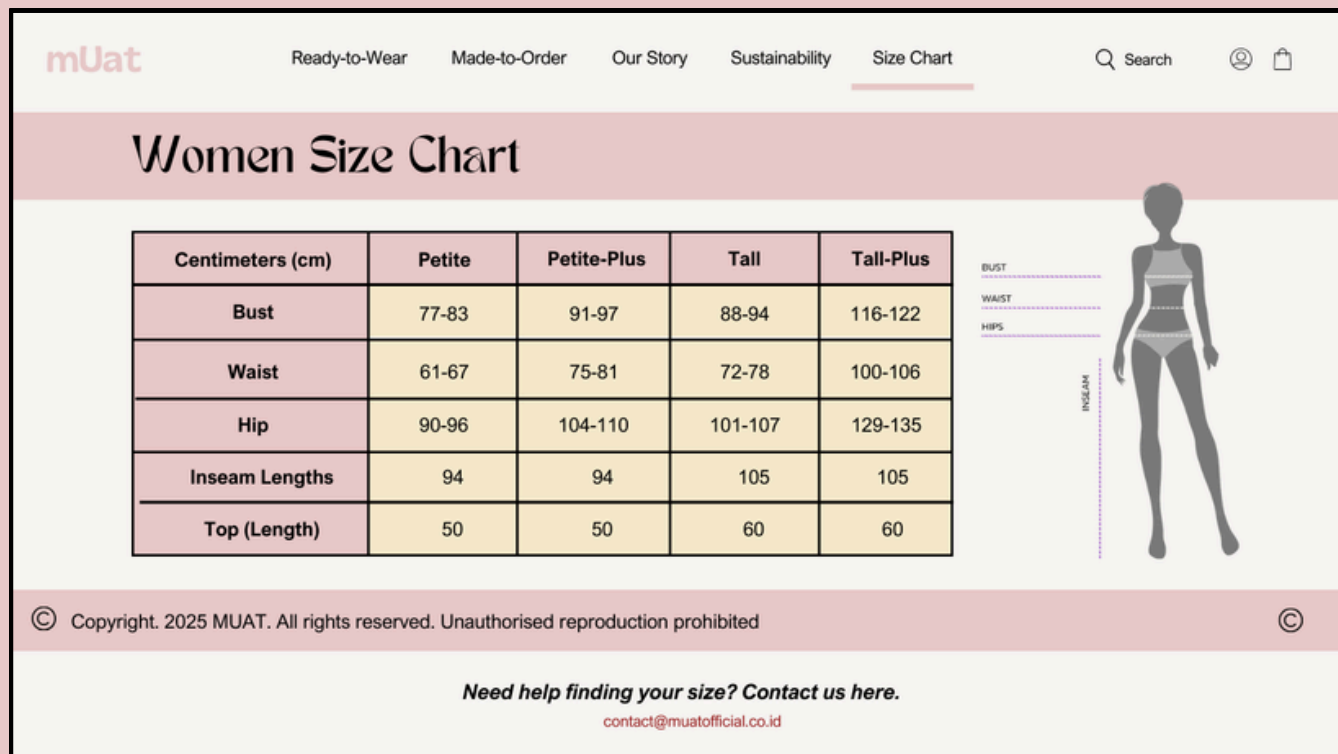 mUat Ready-to-Wear Made-to-Order Our Story Sustainability Size Chart Search
Women Size Chart
Centimeters (cm) Petite Petite-Plus Tall Tall-Plus
Bust 77-83 91-97 88-94 116-122
Waist 61-67 75-81 72-78 100-106
Hip 90-96 104-110 101-107 129-135
Inseam Lengths 94 94 105 105
Top (Length) 50 50 60 60
BUST
WAIST
HIPS
INSEAM
© Copyright. 2025 MUAT. All rights reserved. Unauthorised reproduction prohibited ©
Need help finding your size? Contact us here.
contact@muatofficial.co.id